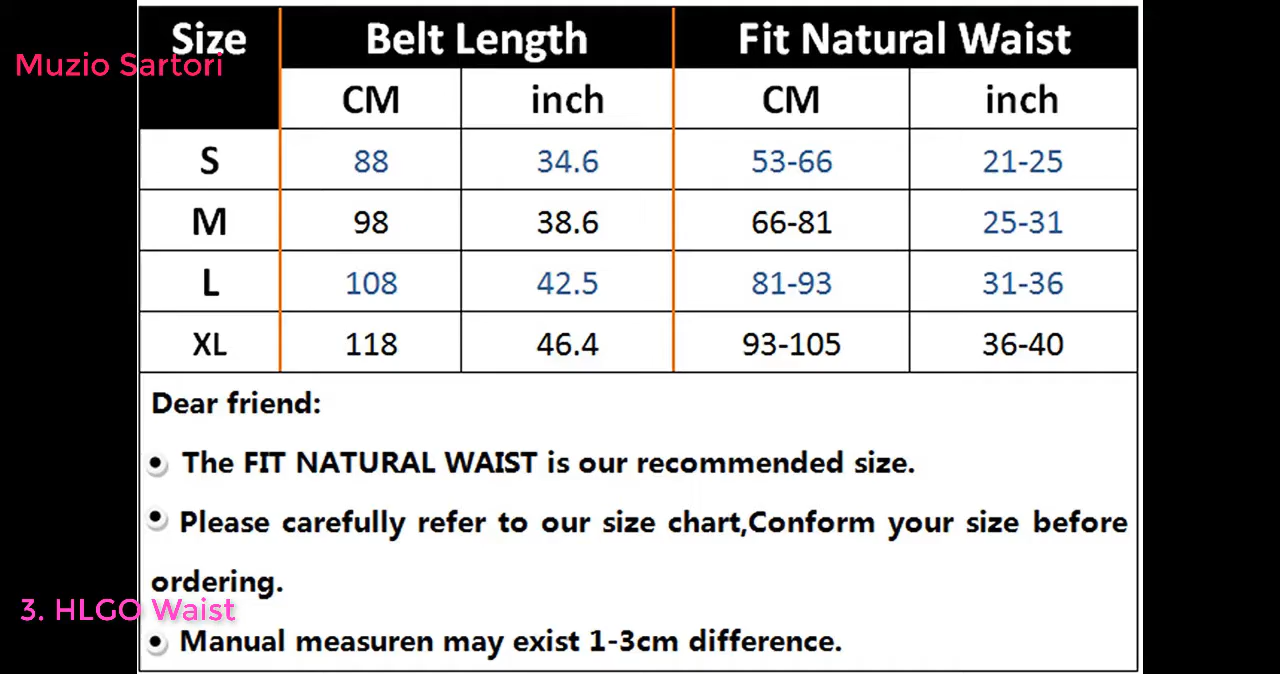 Size Belt Length Fit Natural Waist
Muzio Sartori
CM inch CM inch
S 88 34.6 53-66 21-25
M 98 38.6 66-81 25-31
L 108 42.5 81-93 31-36
XL 118 46.4 93-105 36-40
Dear friend:
The FIT NATURAL WAIST is our recommended size.
Please carefully refer to our size chart,Conform your size before
ordering.
3. HLGO Waist
Manual measuren may exist 1-3cm difference.